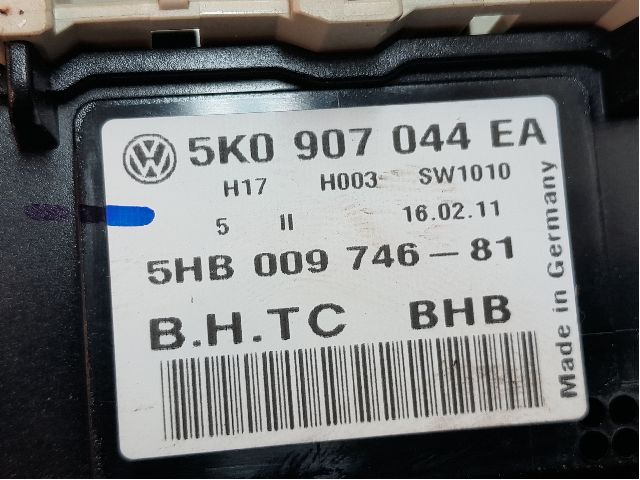 5K0 907 044 EA
H17 H003 SW1010
5 II 16.02.11
5HB 009 746-81
B.H.TC BHB
Made in Germany